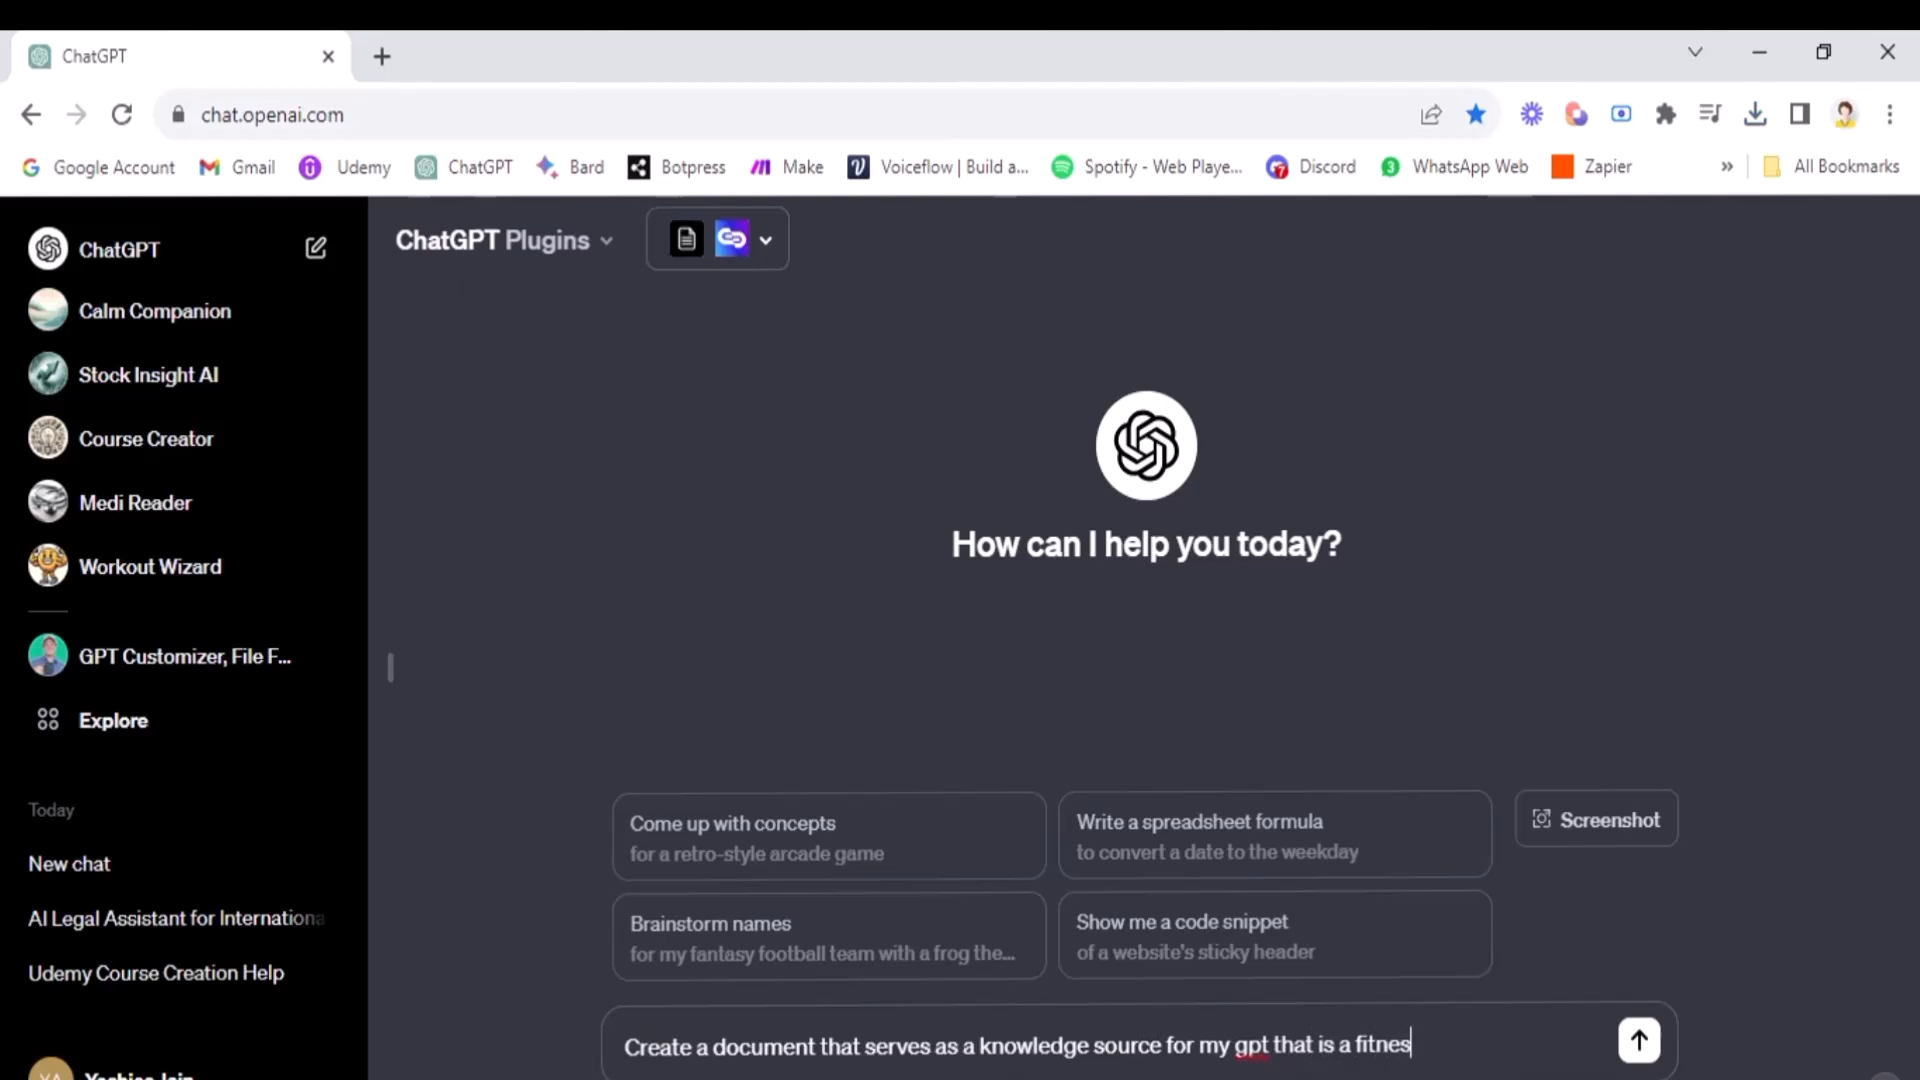 ChatGPT
chat.openai.com
Google Account
Gmail
Udemy
ChatGPT
Bard
Botpress
Make
Voiceflow | Build a...
Spotify - Web Playe...
Discord
WhatsApp Web
Zapier
All Bookmarks
ChatGPT
Calm Companion
Stock Insight AI
Course Creator
Medi Reader
Workout Wizard
GPT Customizer, File F...
Explore
Today
New chat
AI Legal Assistant for Internationa
Udemy Course Creation Help
ChatGPT Plugins
How can I help you today?
Come up with concepts
for a retro-style arcade game
Write a spreadsheet formula
to convert a date to the weekday
Screenshot
Brainstorm names
for my fantasy football team with a frog the...
Show me a code snippet
of a website's sticky header
Create a document that serves as a knowledge source for my gpt that is a fitnes